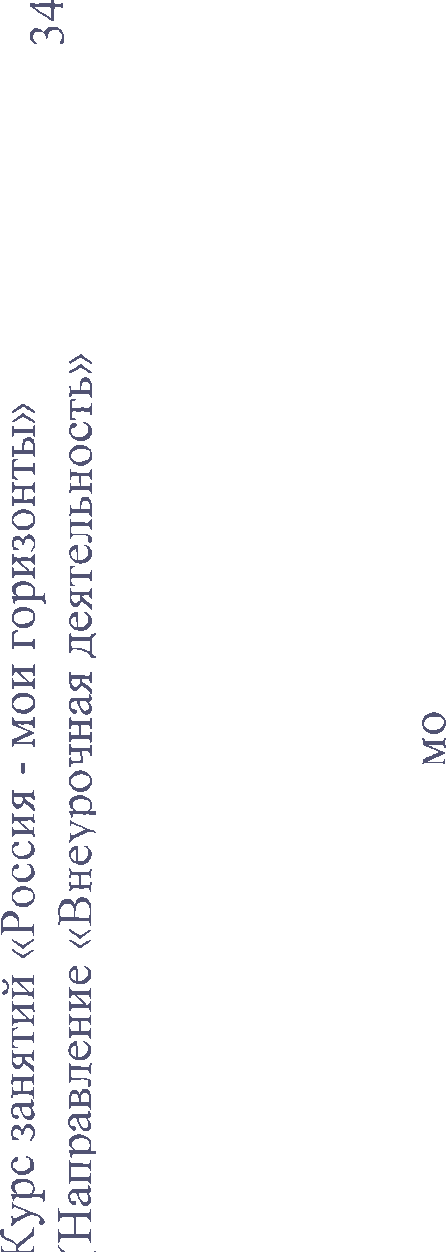 Курс занятий «Россия - мои горизонты» 34
(Направление «Внеурочная деятельность»
мо